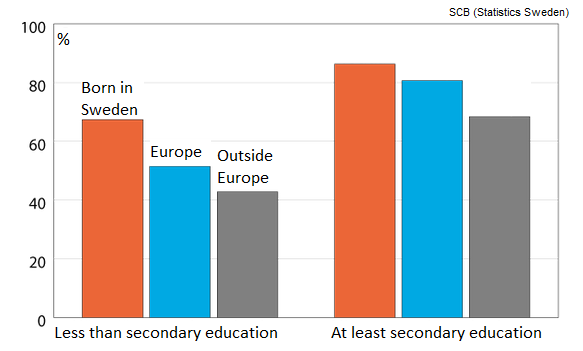 SCB (Statistics Sweden)
100
%
80
Born in
Sweden
60
Europe
Outside
Europe
40
20
0
Less than secondary education
At least secondary education